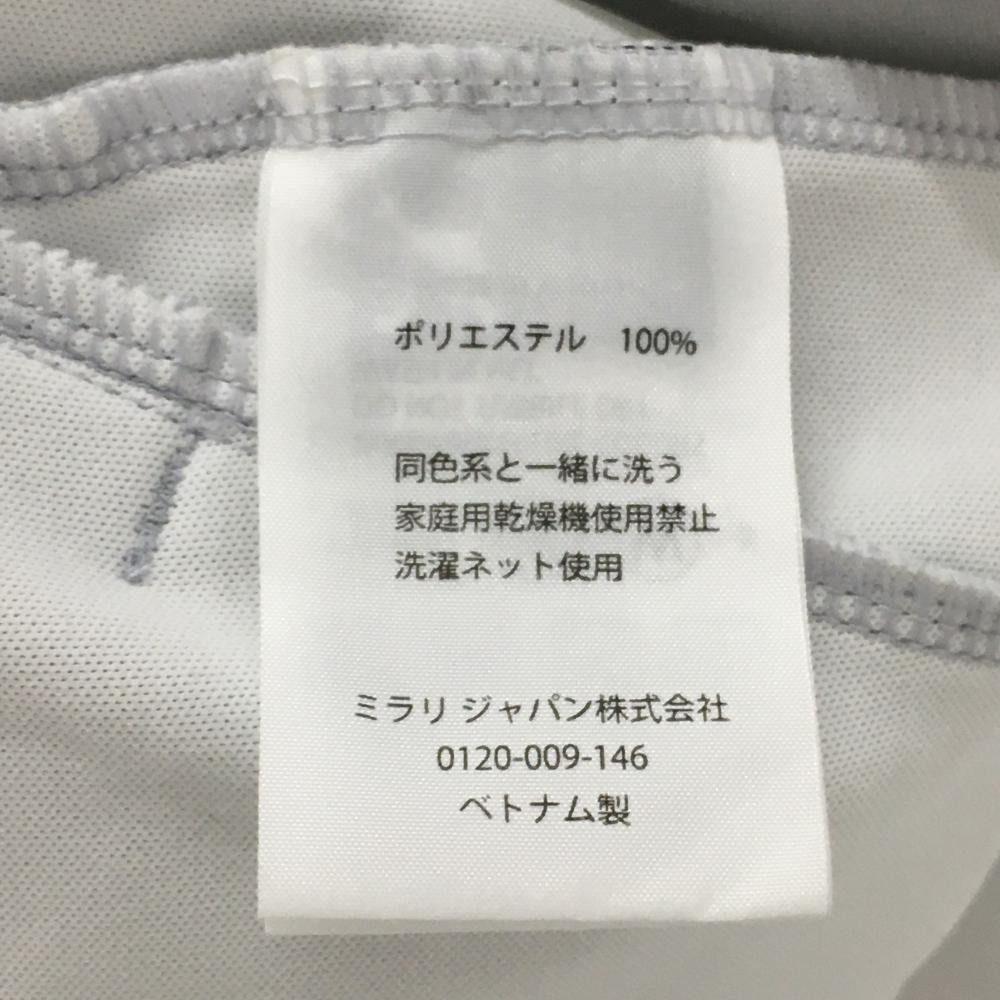 ポリエステル 100%
同色系と一緒に洗う
家庭用乾燥機使用禁止
洗濯ネット使用
ミラリ ジャパン株式会社
0120-009-146
ベトナム製